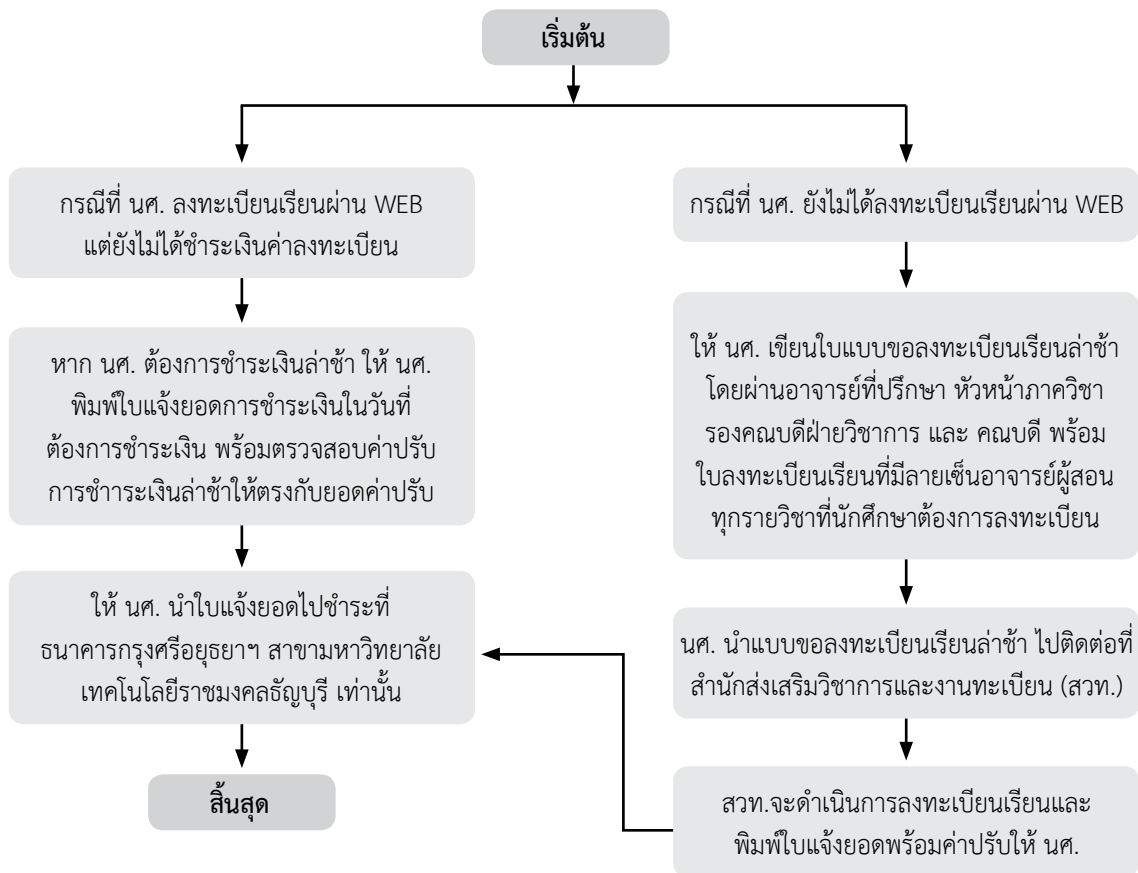 เริ่มต้น
กรณีที่ นศ. ลงทะเบียนเรียนผ่าน WEB
แต่ยังไม่ได้ชำระเงินค่าลงทะเบียน
หาก นศ. ต้องการชำระเงินล่าช้า ให้ นศ.
พิมพ์ใบแจ้งยอดการชำระเงินในวันที่
ต้องการชำระเงิน พร้อมตรวจสอบค่าปรับ
การชำาระเงินล่าช้าให้ตรงกับยอดค่าปรับ
ให้ นศ. นำใบแจ้งยอดไปชำระที่
ธนาคารกรุงศรีอยุธยาฯ สาขามหาวิทยาลัย
เทคโนโลยีราชมงคลธัญบุรี เท่านั้น
สิ้นสุด
กรณีที่ นศ. ยังไม่ได้ลงทะเบียนเรียนผ่าน WEB
ให้ นศ. เขียนใบแบบขอลงทะเบียนเรียนล่าช้า
โดยผ่านอาจารย์ที่ปรึกษา หัวหน้าภาควิชา
รองคณบดีฝ่ายวิชาการ และ คณบดี พร้อม
ใบลงทะเบียนเรียนที่มีลายเซ็นอาจารย์ผู้สอน
ทุกรายวิชาที่นักศึกษาต้องการลงทะเบียน
นศ. นำแบบขอลงทะเบียนเรียนล่าช้า ไปติดต่อที่
สำนักส่งเสริมวิชาการและงานทะเบียน (สวท.)
สวท.จะดำเนินการลงทะเบียนเรียนและ
พิมพ์ใบแจ้งยอดพร้อมค่าปรับให้ นศ.